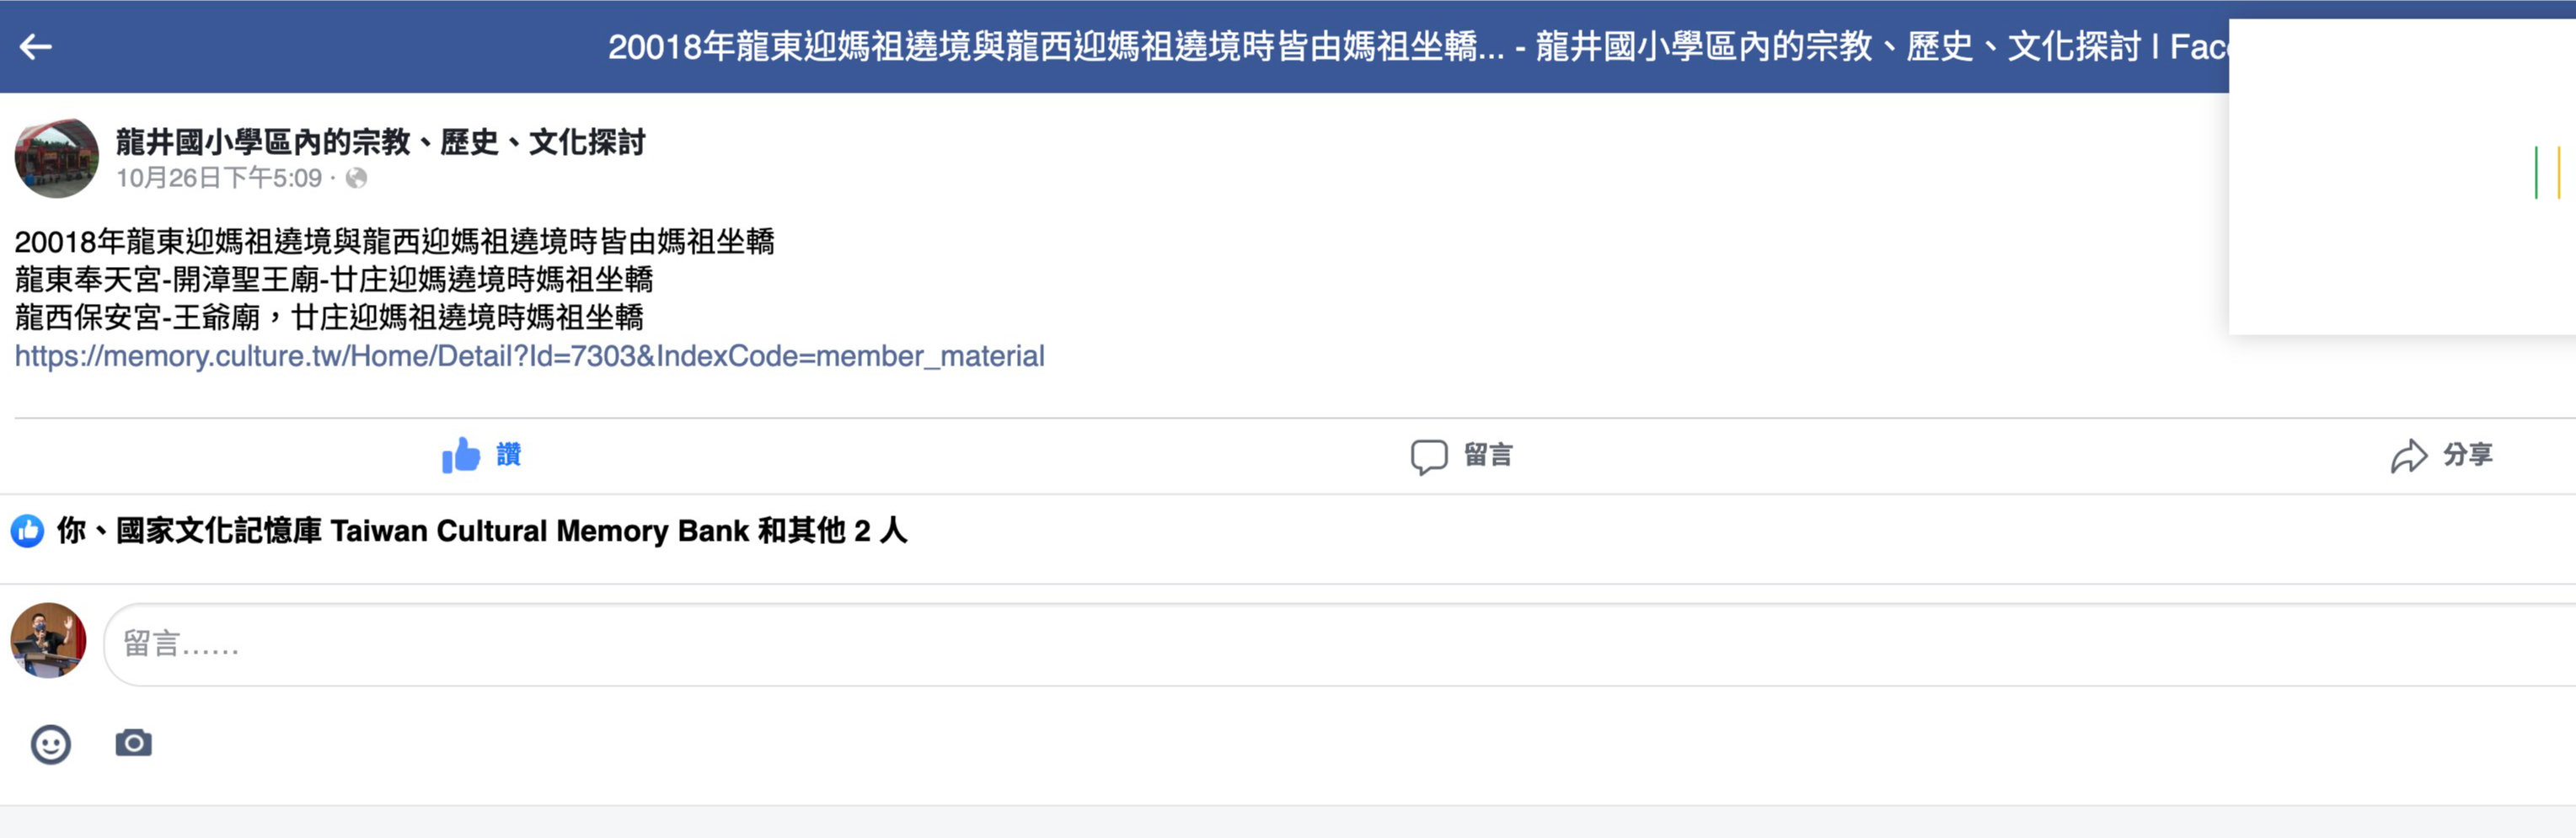 20018年龍東迎媽祖遶境與龍西迎媽祖遶境時皆由媽祖坐轎... - 龍井國小學區內的宗教、歷史、文化探討 | Fac
龍井國小學區內的宗教、歷史、文化探討
10月26日下午5:09 ·
20018年龍東迎媽祖遶境與龍西迎媽祖遶境時皆由媽祖坐轎
龍東奉天宮-開漳聖王廟-廿庄迎媽遶境時媽祖坐轎
龍西保安宮-王爺廟，廿庄迎媽祖遶境時媽祖坐轎
https://memory.culture.tw/Home/Detail?Id=7303&IndexCode=member_material
讚 留言 分享
你、國家文化記憶庫 Taiwan Cultural Memory Bank 和其他 2 人
留言……